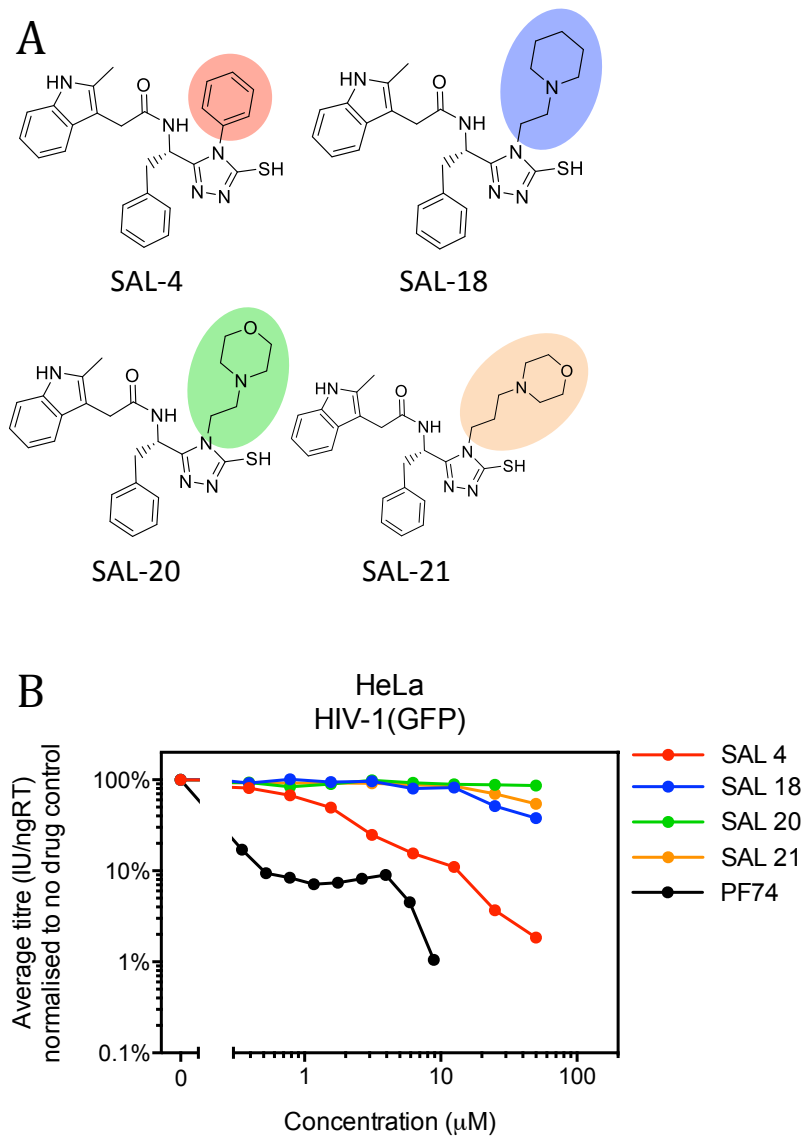 A
HN
O
NH
N
SH
N
N
SAL-4
HN
O
NH
N
N
SH
N
N
SAL-18
HN
O
NH
O
N
N
SH
N
N
SAL-20
HN
O
NH
N
O
N
SH
N
N
SAL-21
B
HeLa
HIV-1(GFP)
Average titre (IU/ngRT)
normalised to no drug control
100%
10%
1%
0.1%
0
1
10
100
Concentration (μM)
SAL 4
SAL 18
SAL 20
SAL 21
PF74